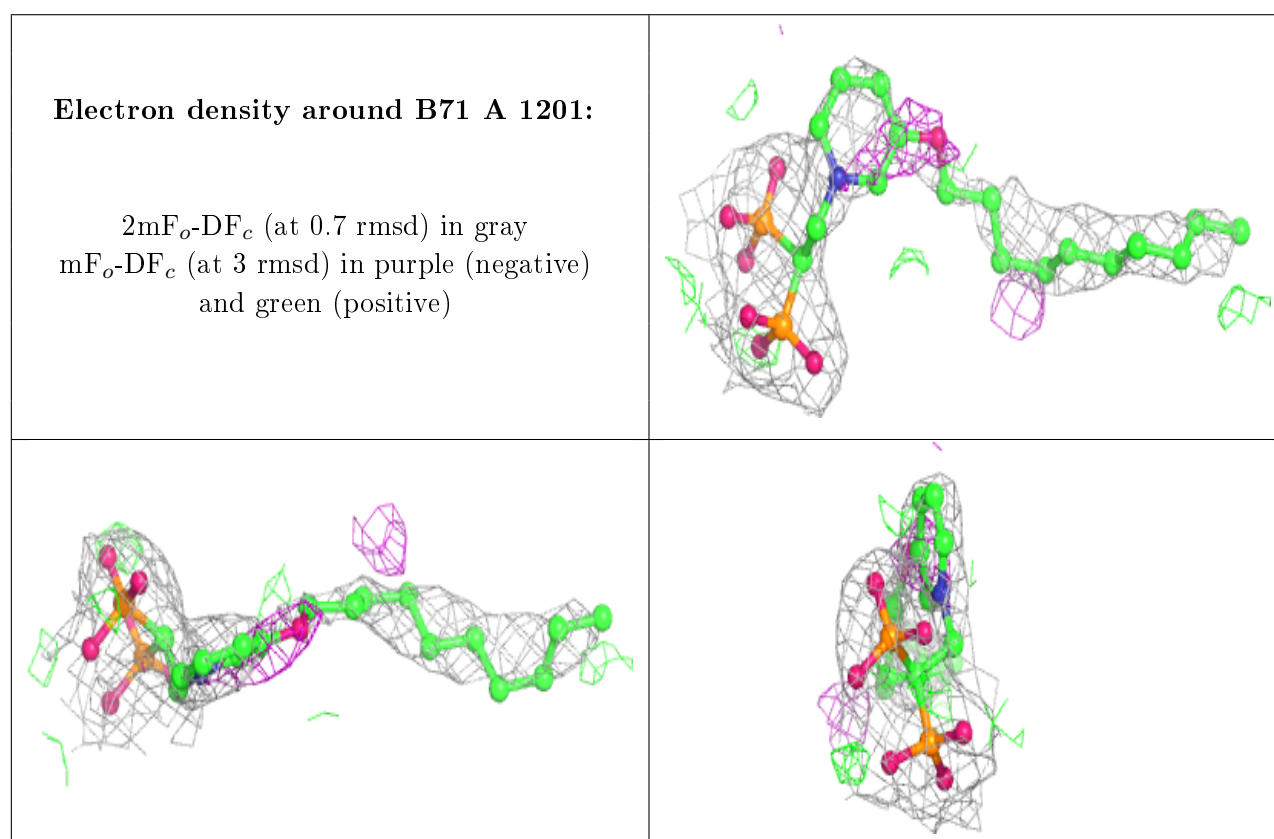 Electron density around B71 A 1201:
2mFo-DFc (at 0.7 rmsd) in gray
mFo-DFc (at 3 rmsd) in purple (negative)
and green (positive)